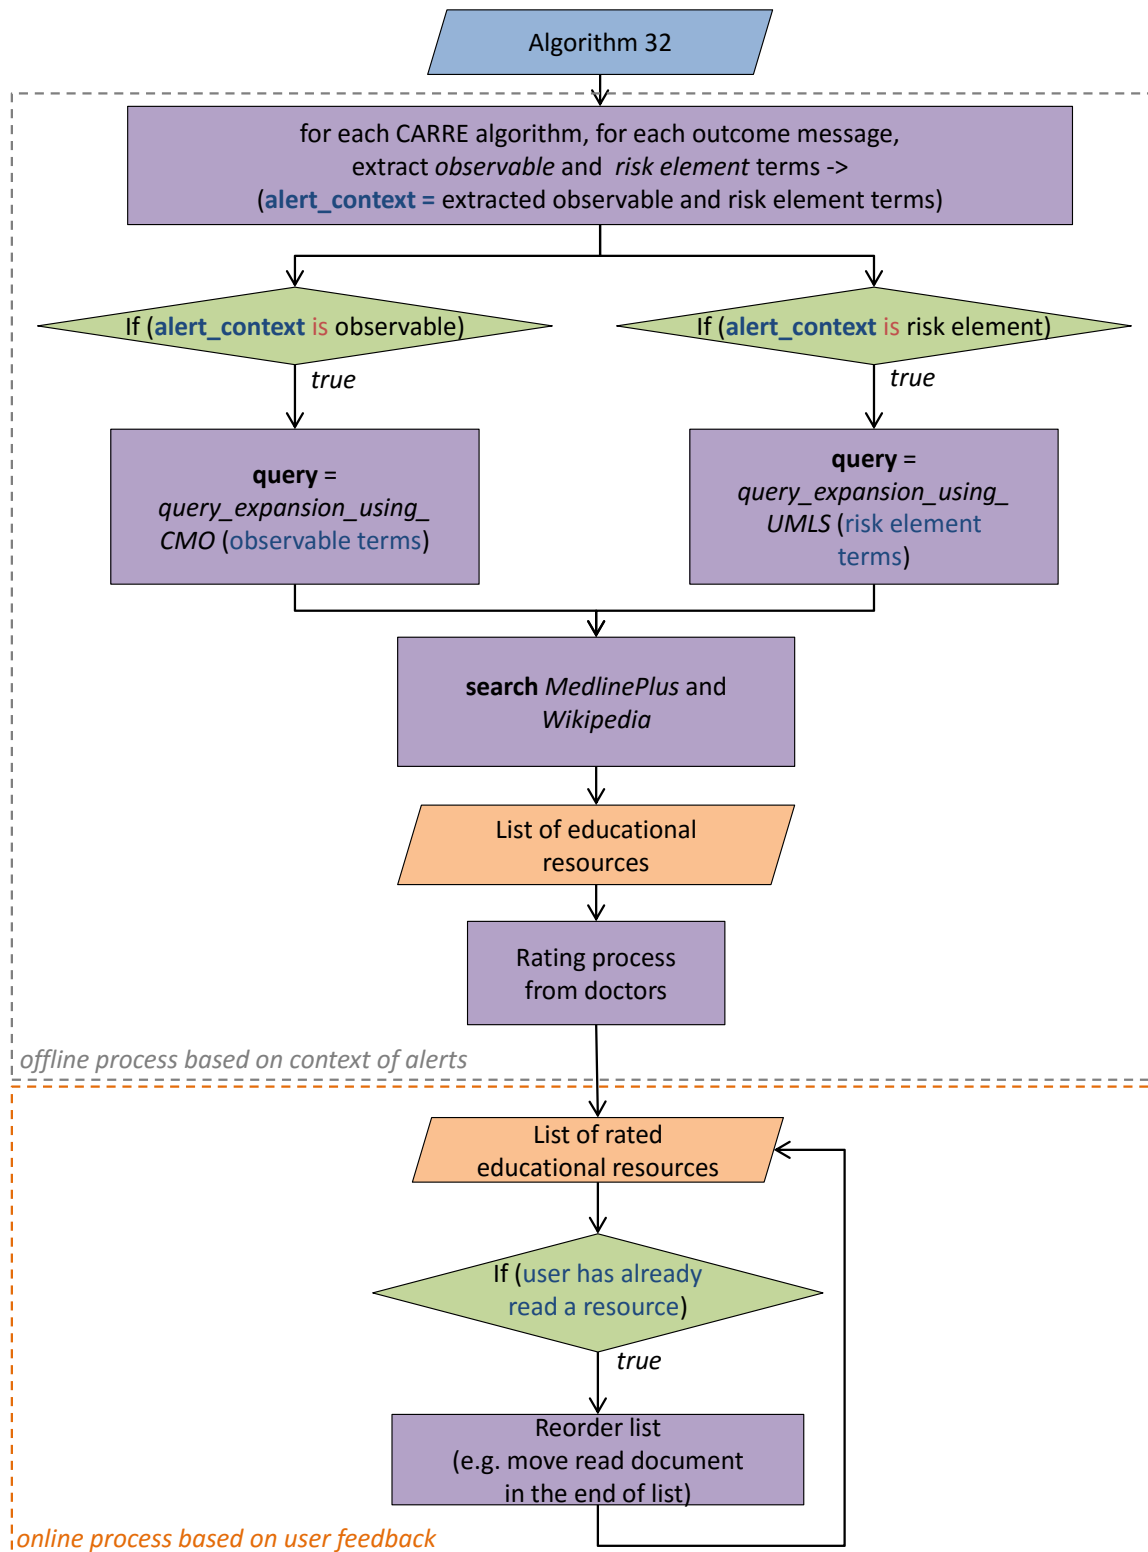 Algorithm 32
for each CARRE algorithm, for each outcome message,
extract observable and risk element terms ->
(alert_context = extracted observable and risk element terms)
If (alert_context is observable)
If (alert_context is risk element)
true
true
query =
query_expansion_using_
CMO (observable terms)
query =
query_expansion_using_
UMLS (risk element
terms)
search MedlinePlus and
Wikipedia
List of educational
resources
Rating process
from doctors
offline process based on context of alerts
List of rated
educational resources
If (user has already
read a resource)
true
Reorder list
(e.g. move read document
in the end of list)
online process based on user feedback